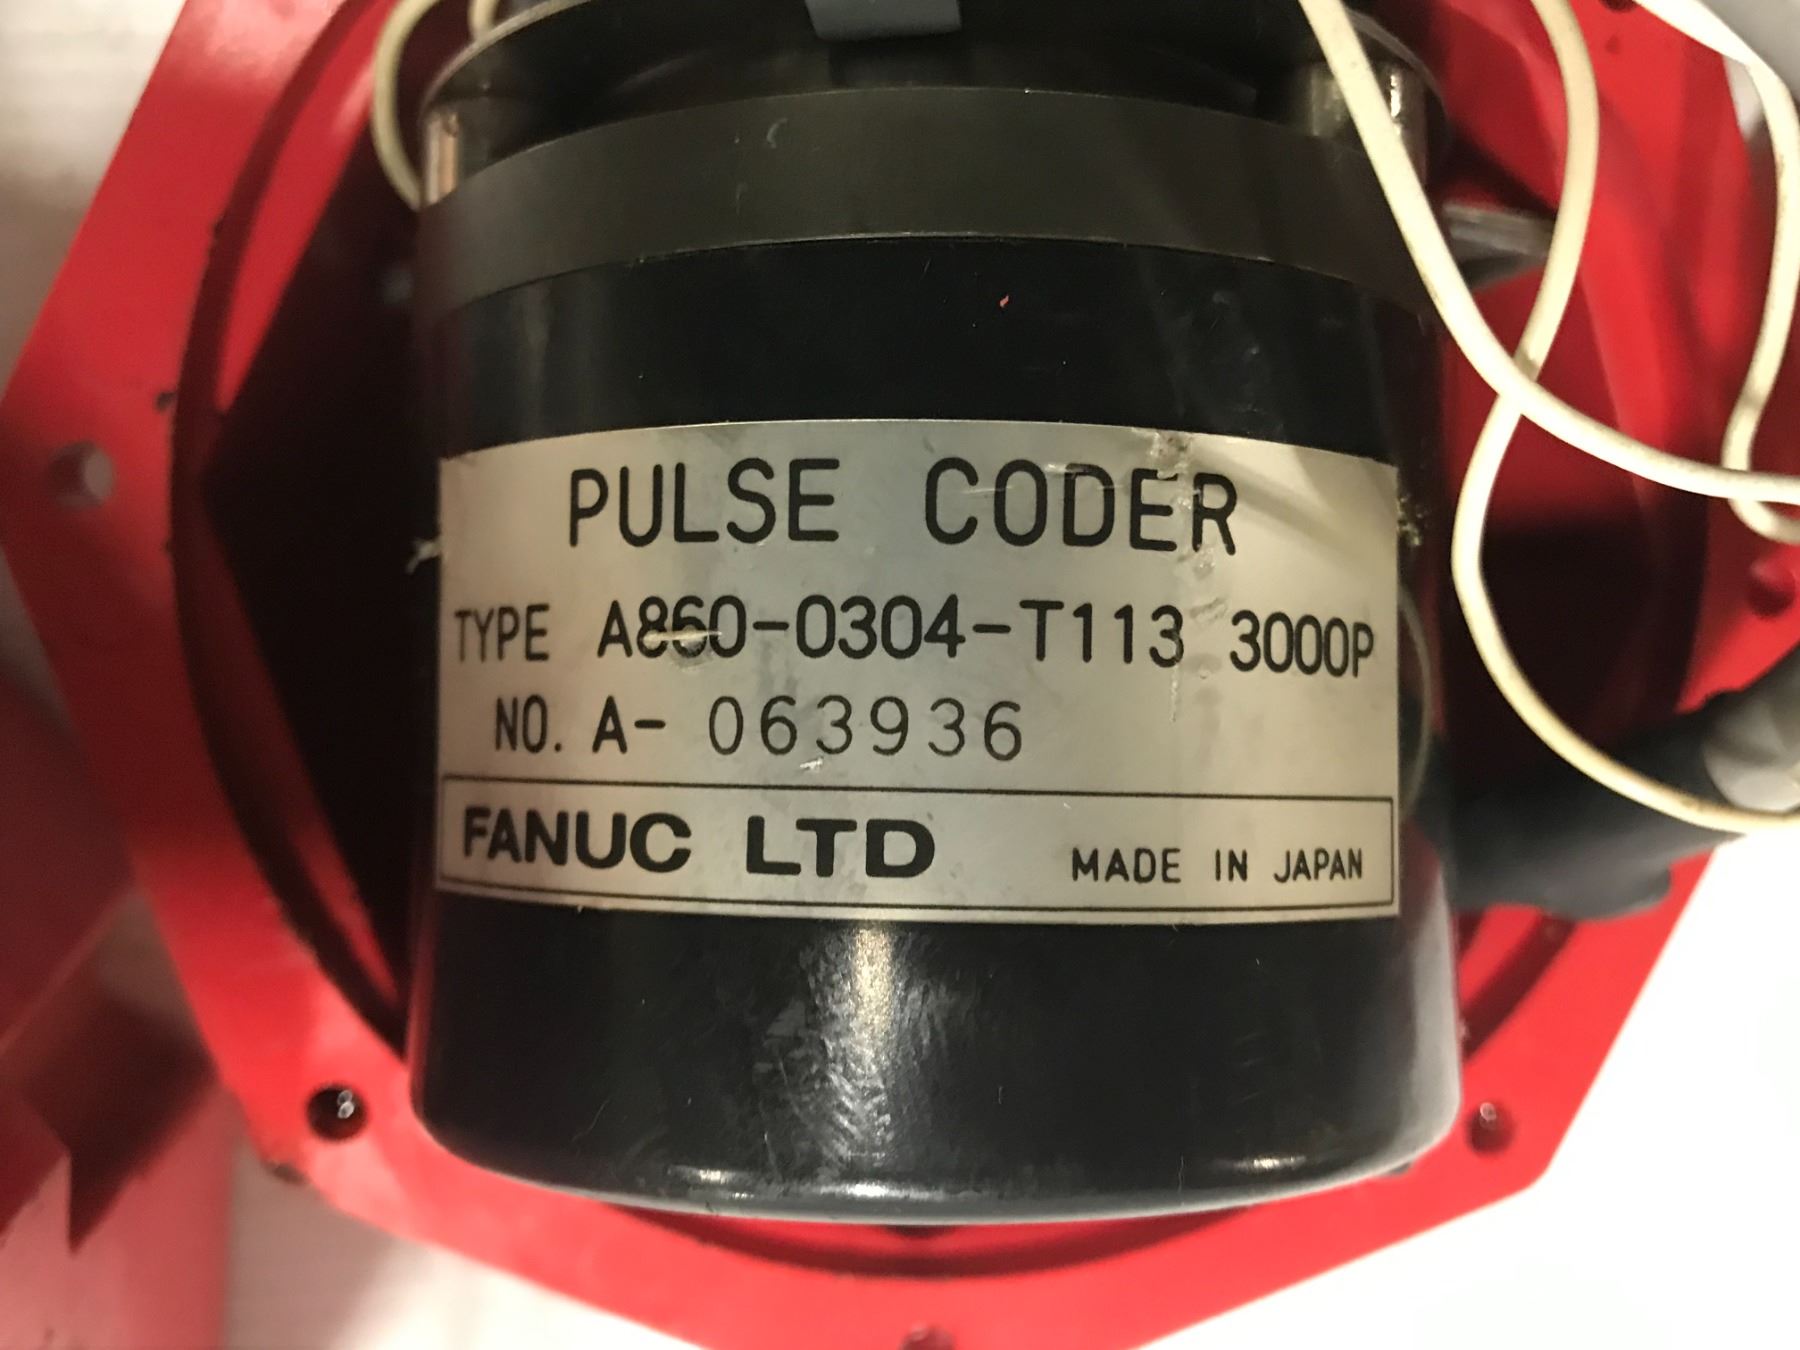 PULSE CODER
TYPE A860-0304-T113 3000P
NO. A- 063936
FANUC LTD MADE IN JAPAN